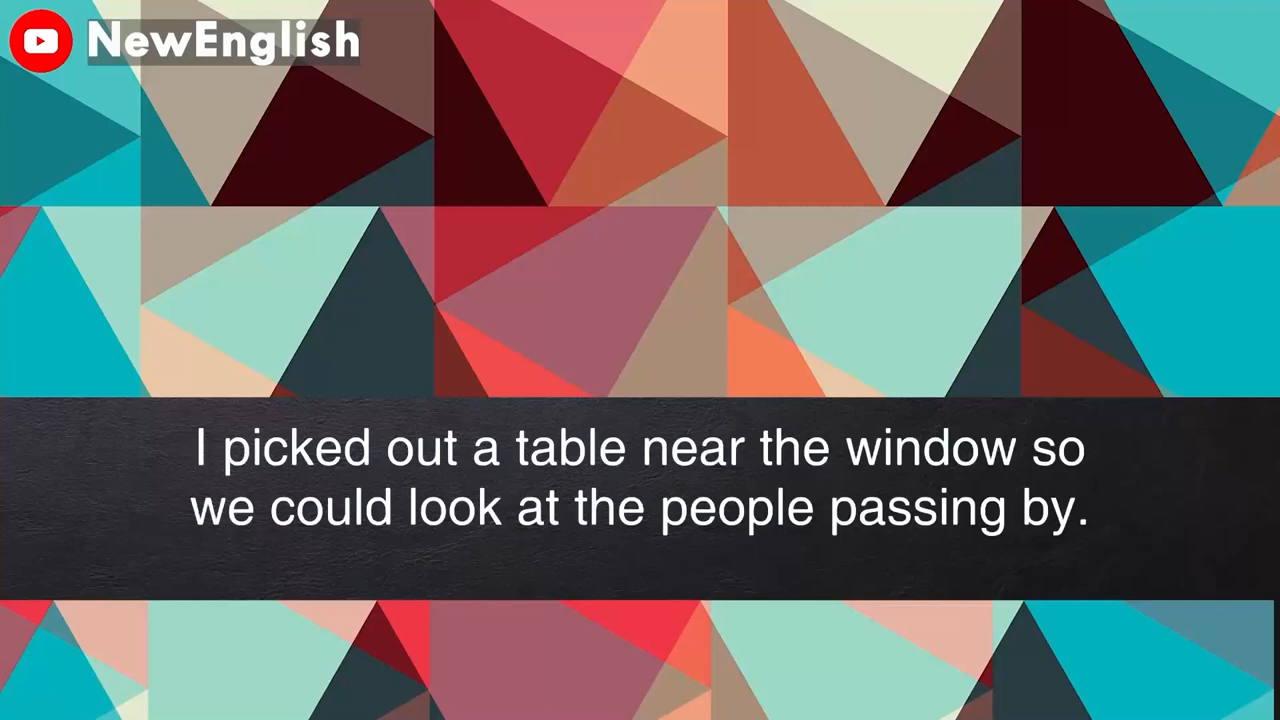 NewEnglish
I picked out a table near the window so
we could look at the people passing by.